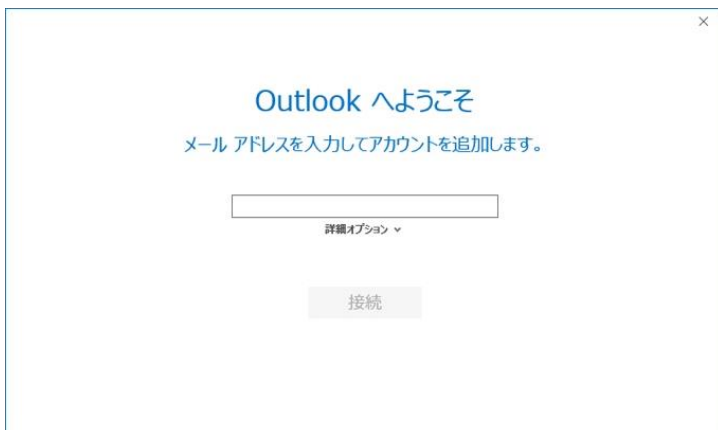 Outlook へようこそ
メール アドレスを入力してアカウントを追加します。
詳細オプション
接続